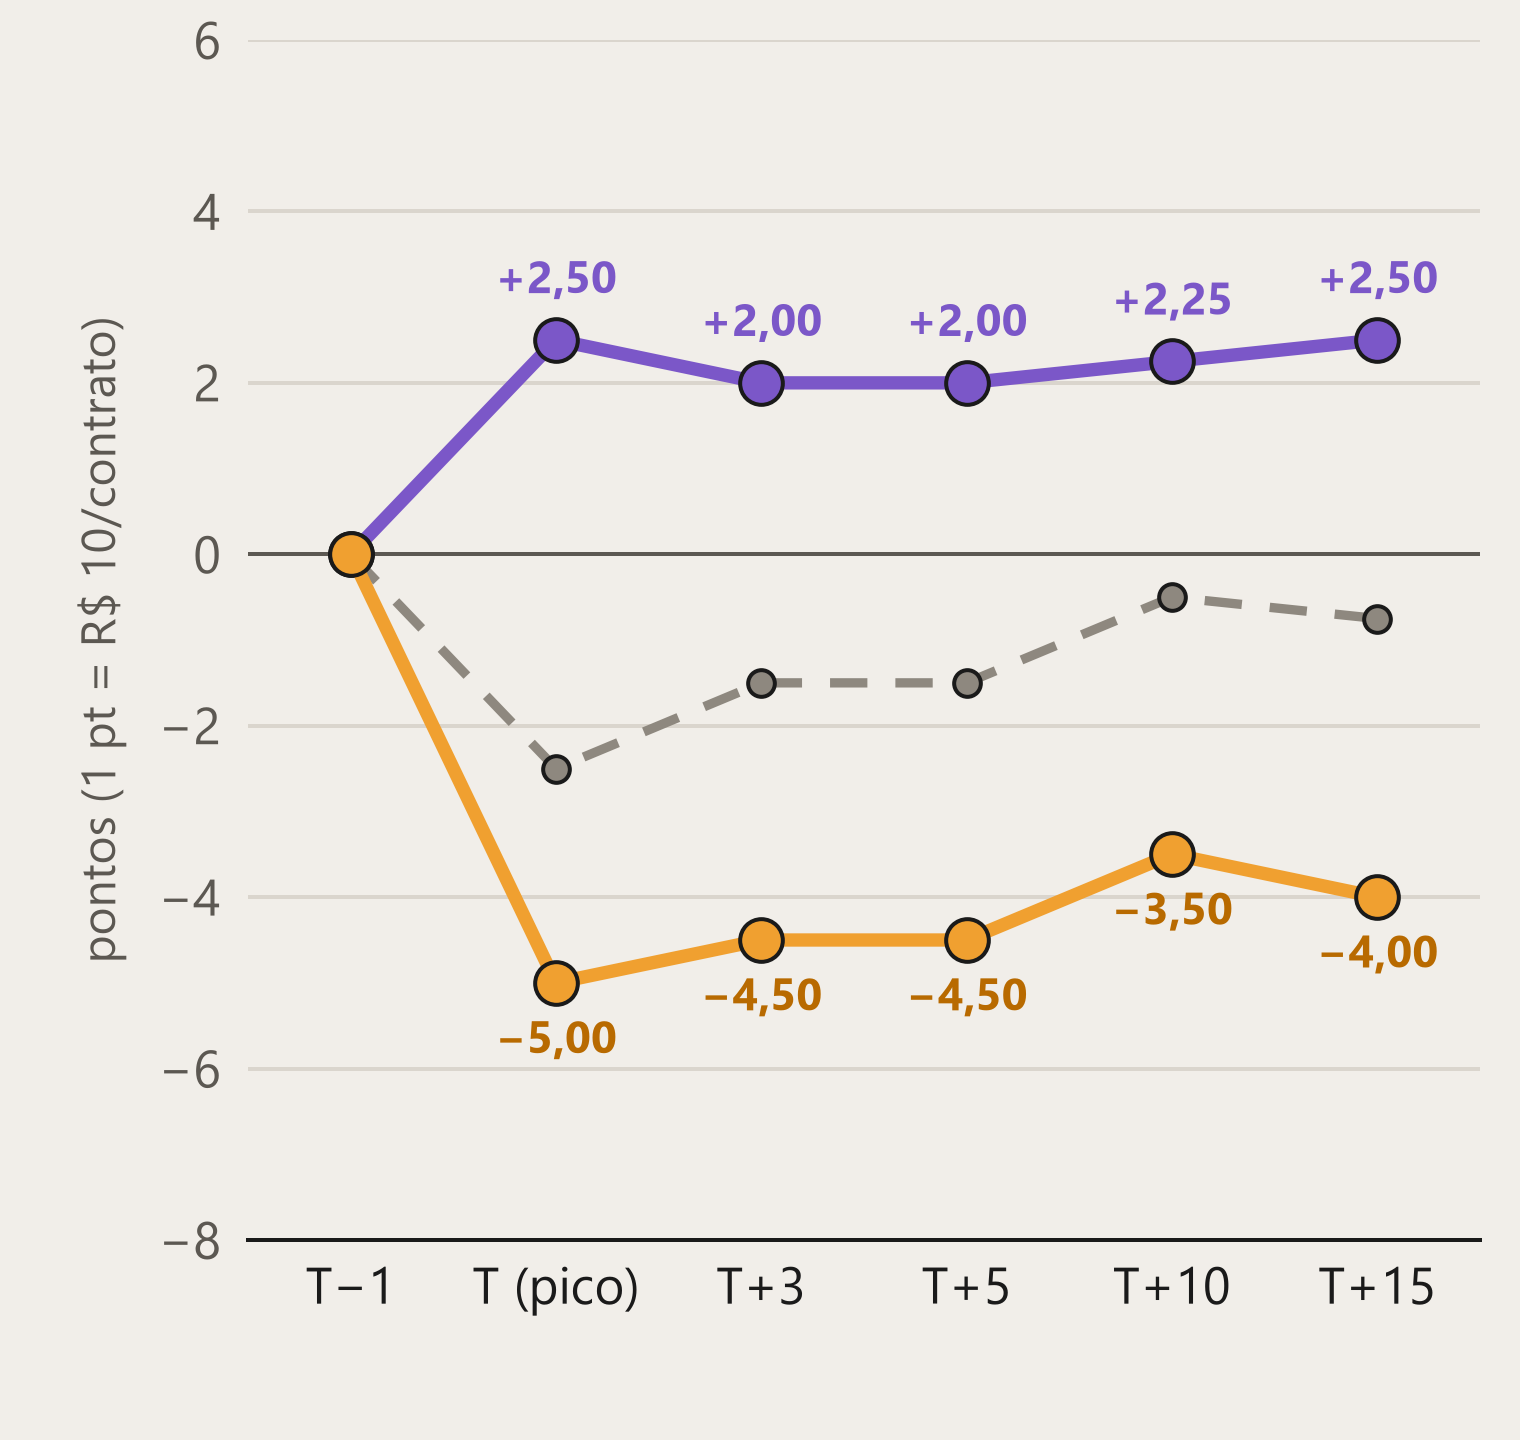 pontos (1 pt = R$ 10/contrato)
6
4
2
0
−2
−4
−6
−8
+2,50
+2,00
+2,00
+2,25
+2,50
−5,00
−4,50
−4,50
−3,50
−4,00
T−1
T (pico)
T+3
T+5
T+10
T+15